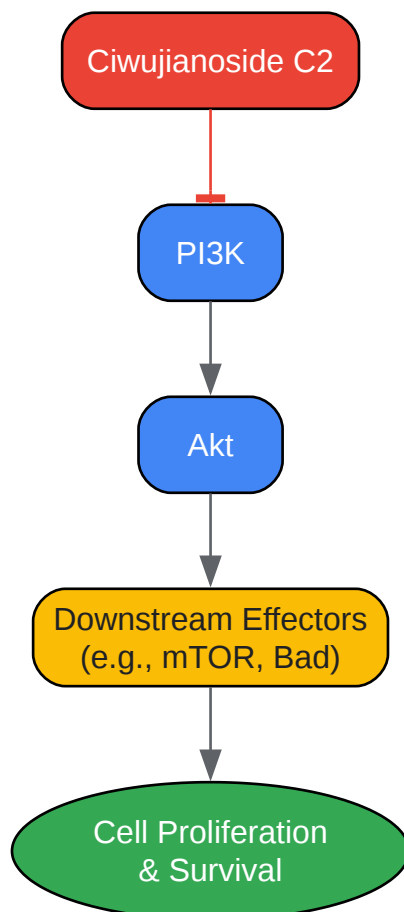 Ciwujianoside C2
PI3K
Akt
Downstream Effectors
(e.g., mTOR, Bad)
Cell Proliferation
& Survival